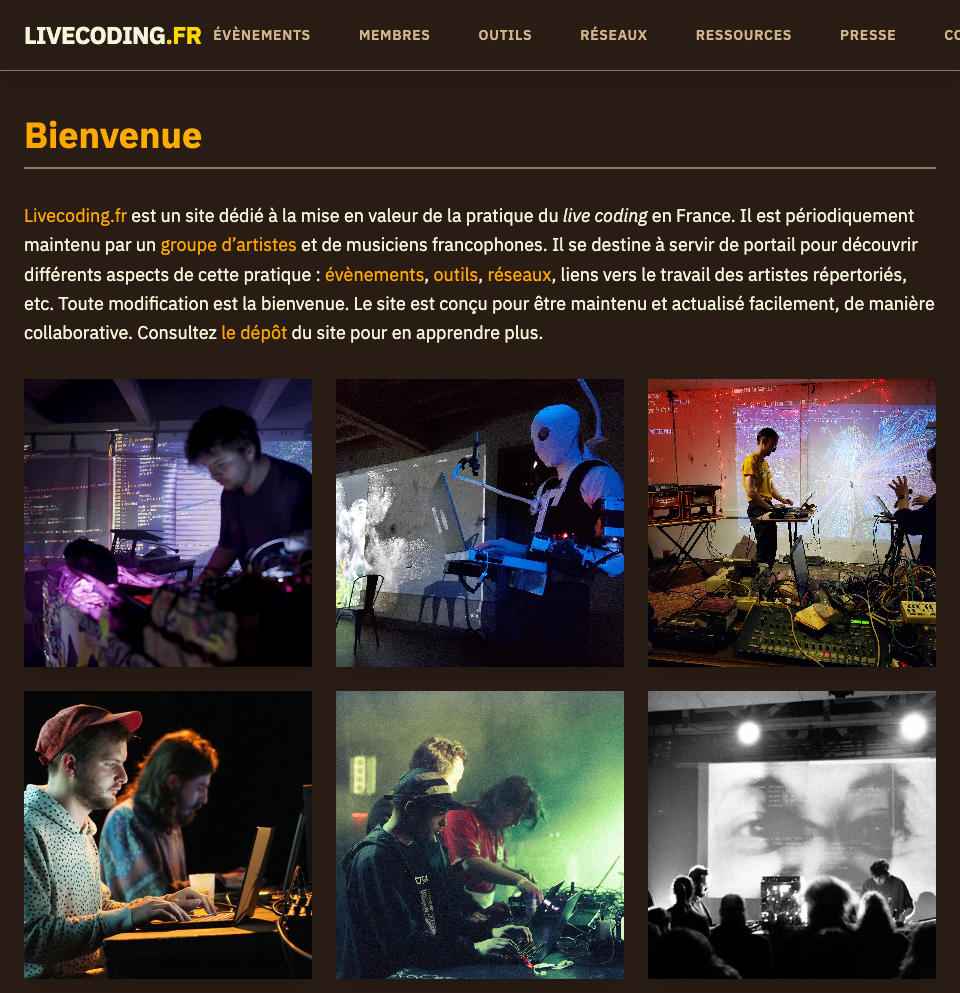 LIVECODING.FR ÉVÈNEMENTS MEMBRES OUTILS RÉSEAUX RESSOURCES PRESSE
Bienvenue
Livecoding.fr est un site dédié à la mise en valeur de la pratique du live coding en France. Il est périodiquement
maintenu par un groupe d’artistes et de musiciens francophones. Il se destine à servir de portail pour découvrir
différents aspects de cette pratique : évènements, outils, réseaux, liens vers le travail des artistes répertoriés,
etc. Toute modification est la bienvenue. Le site est conçu pour être maintenu et actualisé facilement, de manière
collaborative. Consultez le dépôt du site pour en apprendre plus.